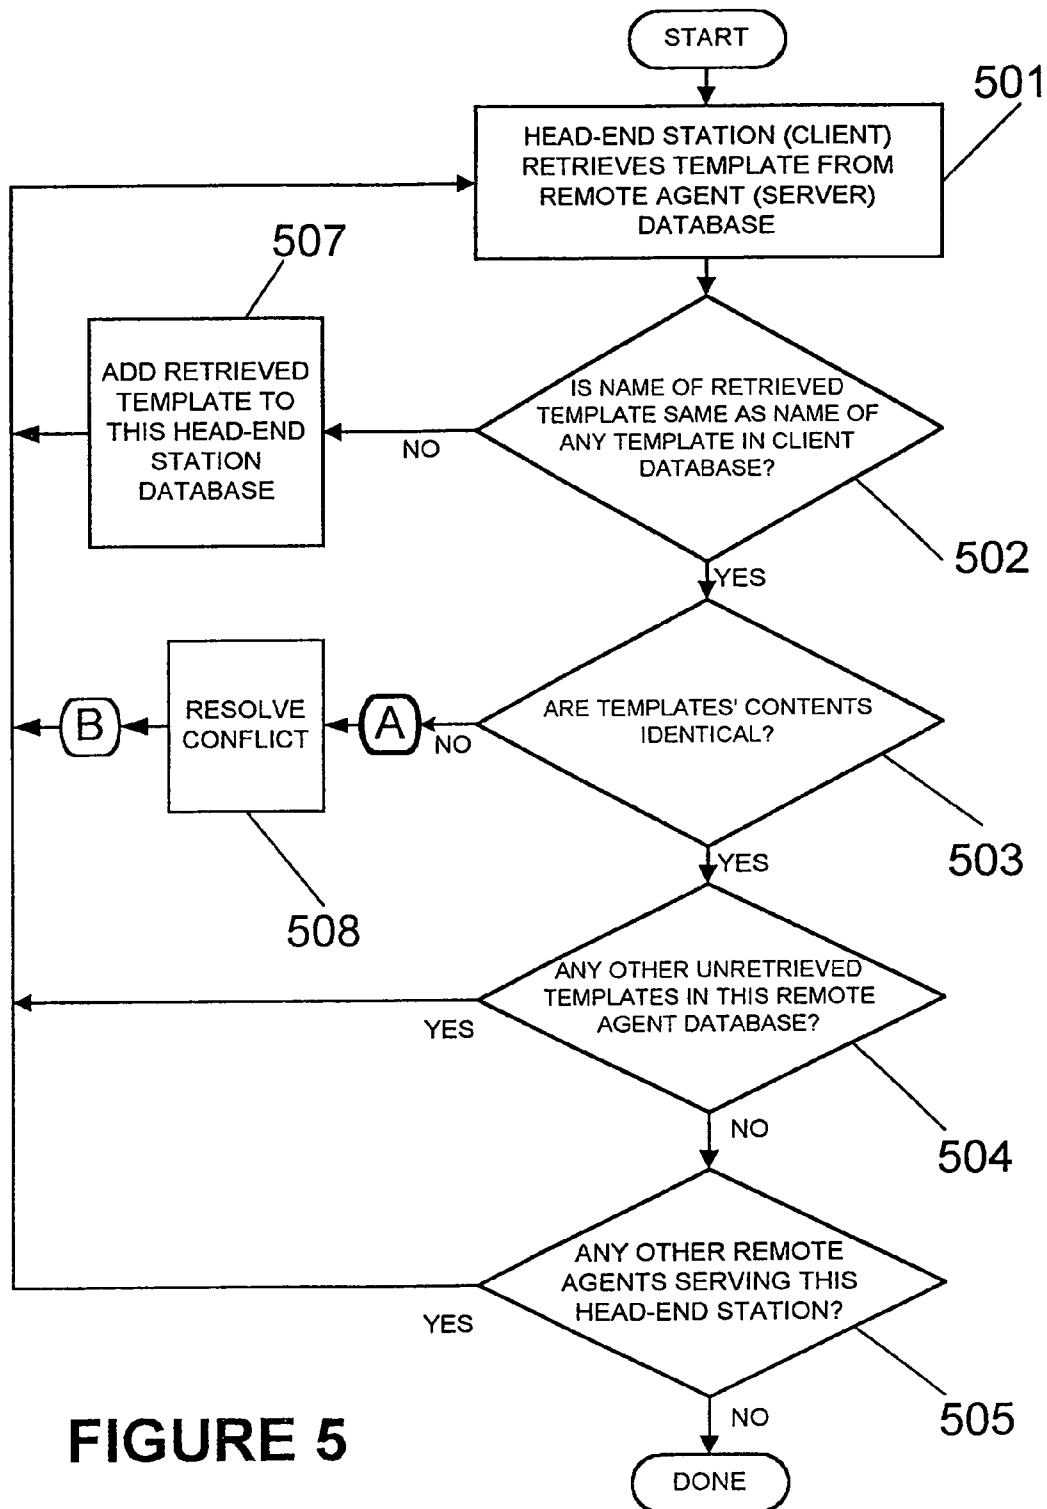 START
501
HEAD-END STATION (CLIENT)
RETRIEVES TEMPLATE FROM
REMOTE AGENT (SERVER)
DATABASE
507
ADD RETRIEVED
TEMPLATE TO
THIS HEAD-END
STATION
DATABASE
IS NAME OF RETRIEVED
TEMPLATE SAME AS NAME OF
ANY TEMPLATE IN CLIENT
DATABASE?
NO
502
YES
B
RESOLVE
CONFLICT
A
NO
ARE TEMPLATES' CONTENTS
IDENTICAL?
503
YES
508
ANY OTHER UNRETRIEVED
TEMPLATES IN THIS REMOTE
AGENT DATABASE?
YES
504
NO
ANY OTHER REMOTE
AGENTS SERVING THIS
HEAD-END STATION?
YES
505
NO
FIGURE 5
DONE